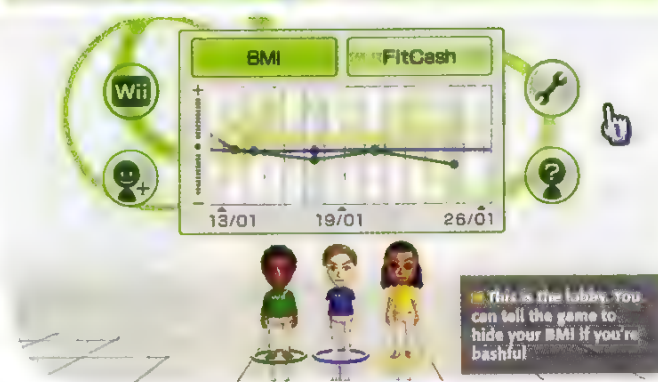 BMI
FitCash
Wii
+
+
?
13/01
19/01
26/01
This is the lobby. You
can tell the game to
hide your BMI if you're
bashful